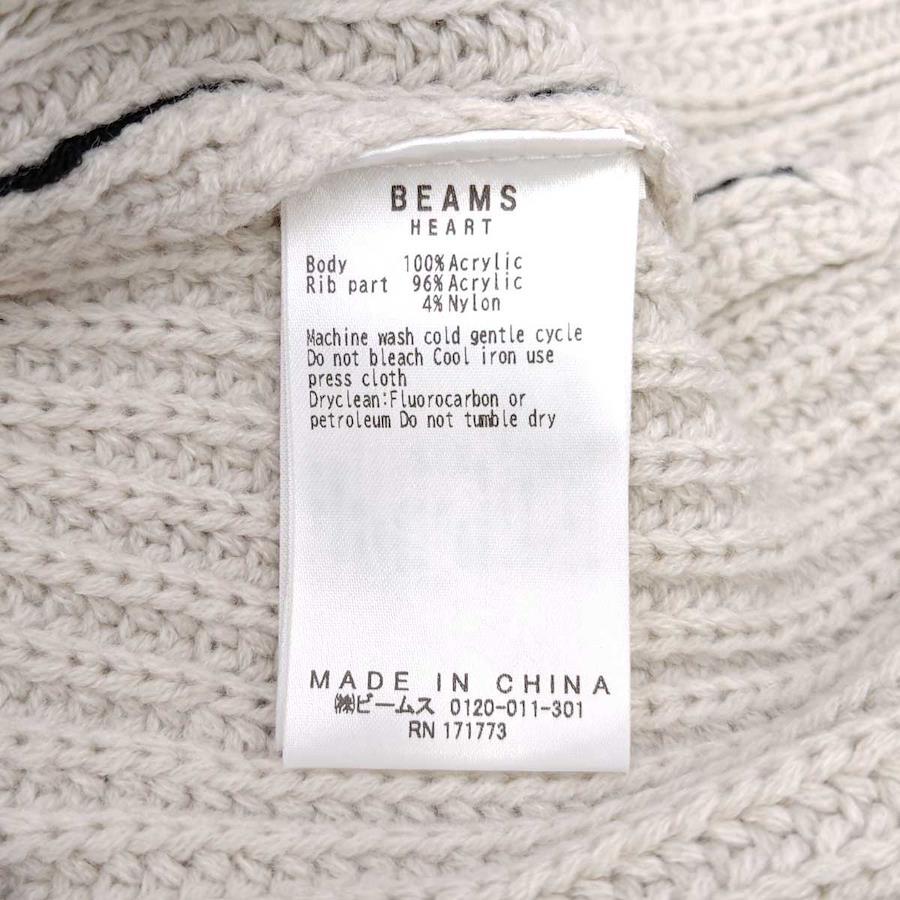 BEAMS
HEART
Body 100% Acrylic
Rib part 96% Acrylic
4% Nylon
Machine wash cold gentle cycle
Do not bleach Cool iron use
press cloth
Dryclean:Fluorocarbon or
petroleum Do not tumble dry
MADE IN CHINA
㈱ビームス 0120-011-301
RN 171773